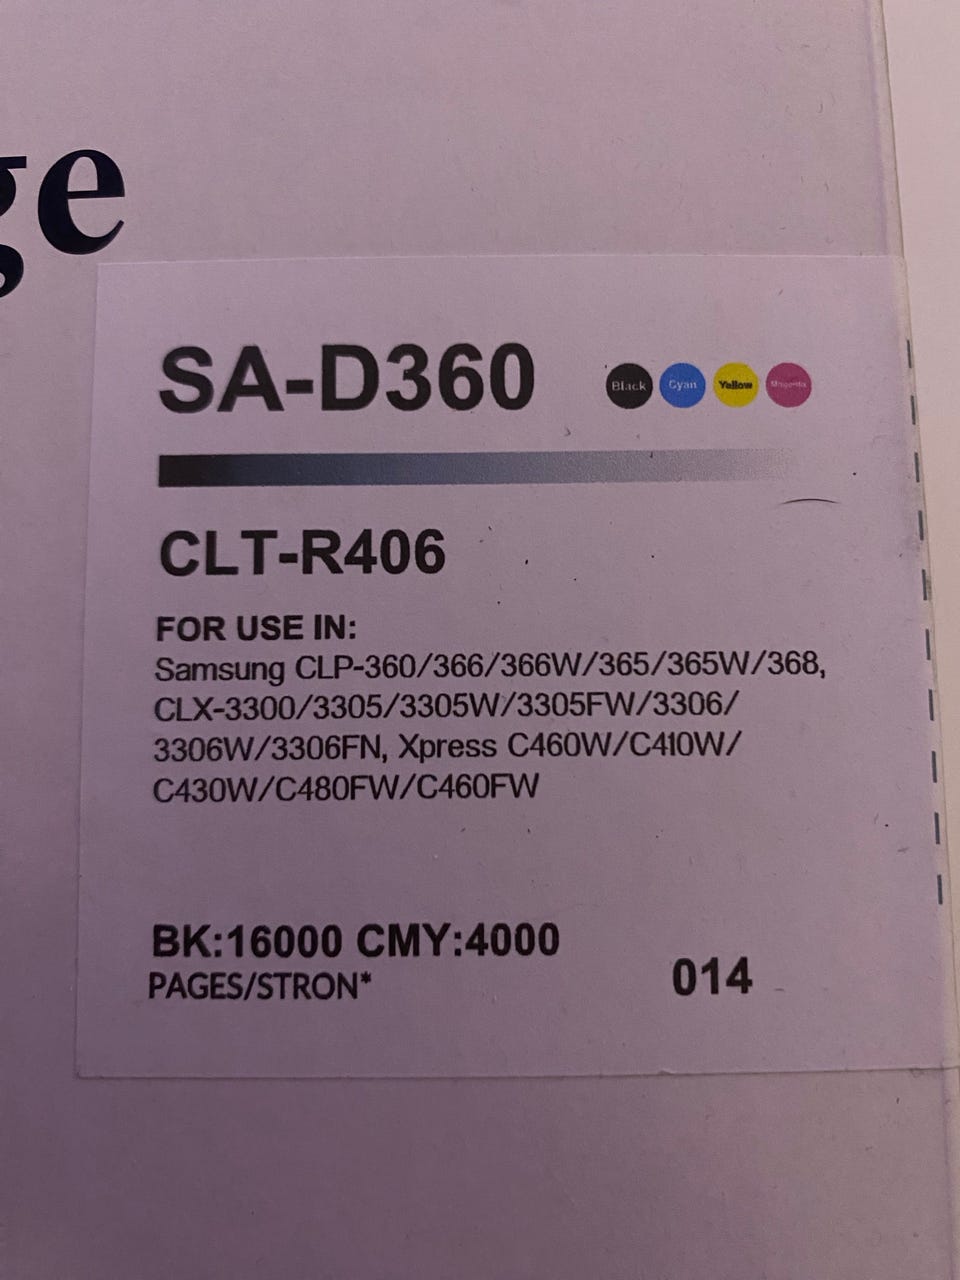 ge
SA-D360
Black Cyan Yellow Magenta
CLT-R406
FOR USE IN:
Samsung CLP-360/366/366W/365/365W/368,
CLX-3300/3305/3305W/3305FW/3306/
3306W/3306FN, Xpress C460W/C410W/
C430W/C480FW/C460FW
BK:16000 CMY:4000
PAGES/STRON*
014